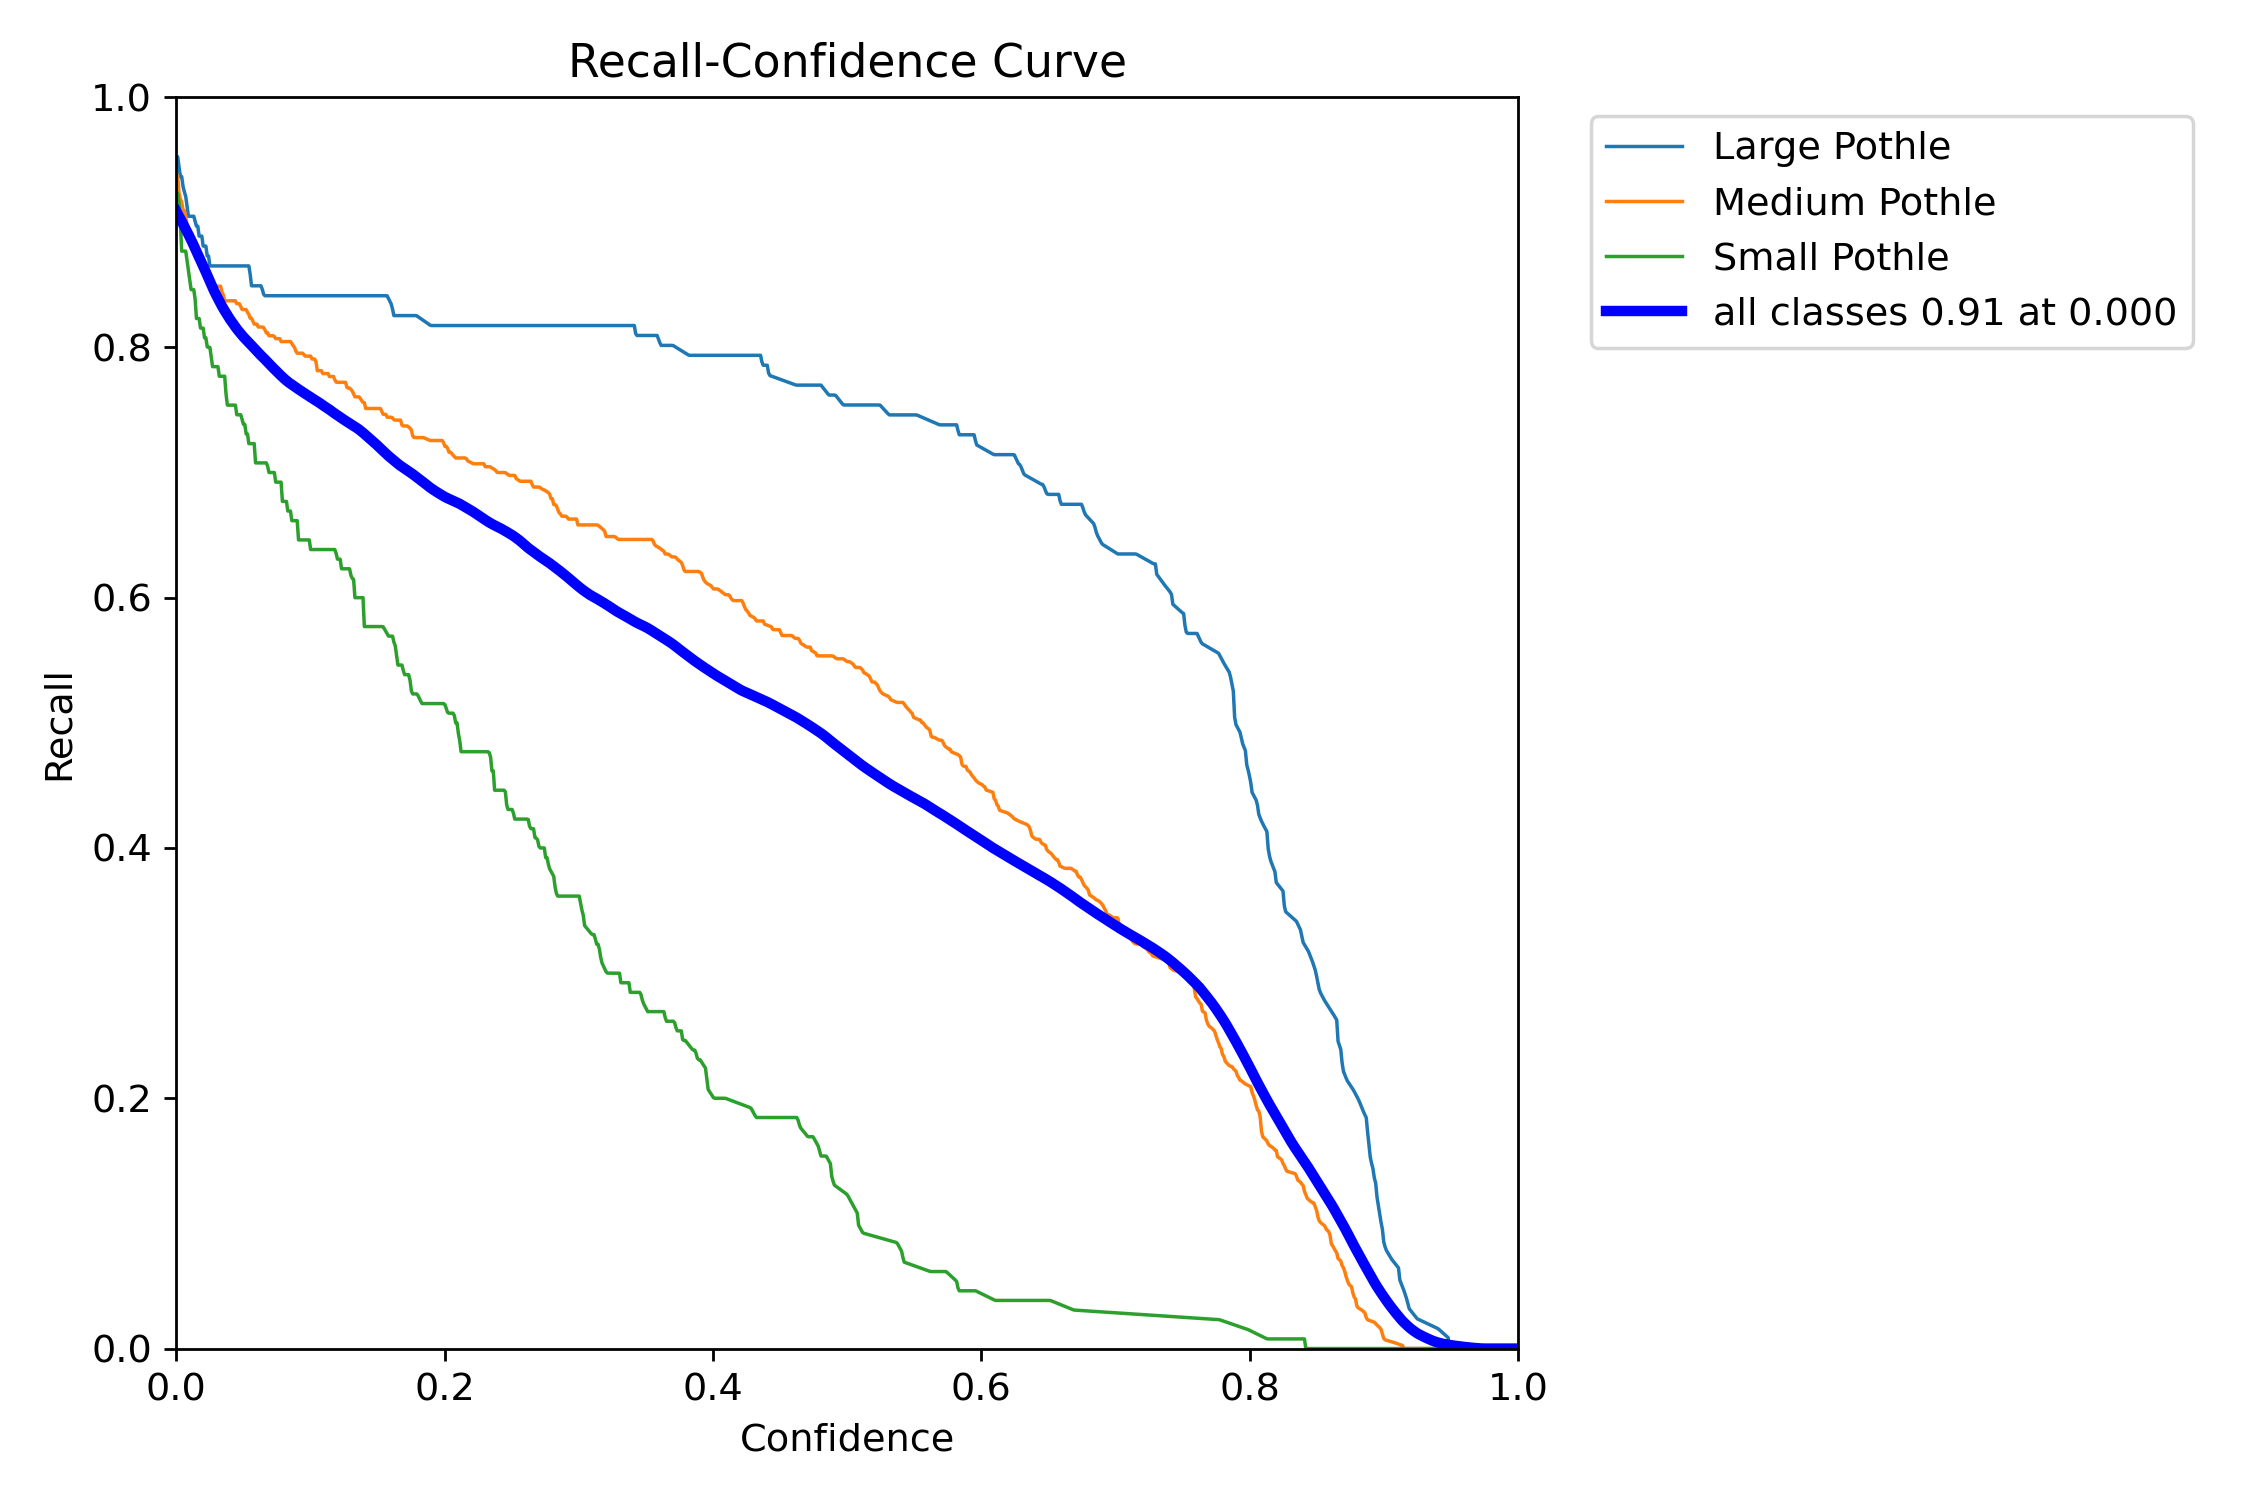 Recall-Confidence Curve
1.0
0.8
0.6
0.4
0.2
0.0
Recall
0.0 0.2 0.4 0.6 0.8 1.0
Confidence
Large Pothle
Medium Pothle
Small Pothle
all classes 0.91 at 0.000